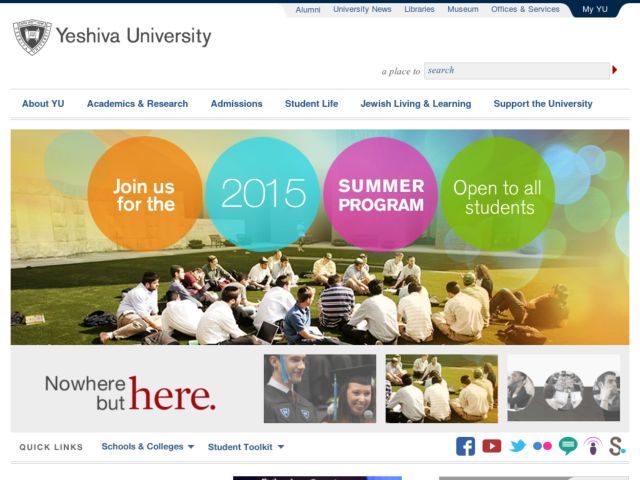 Alumni University News Libraries Museum Offices & Services My YU
Yeshiva University
a place to search
About YU Academics & Research Admissions Student Life Jewish Living & Learning Support the University
Join us
for the
2015
SUMMER
PROGRAM
Open to all
students
Nowhere
but here.
QUICK LINKS Schools & Colleges Student Toolkit